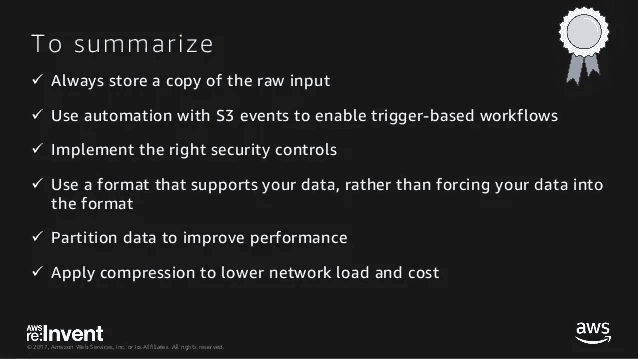 To summarize
✓ Always store a copy of the raw input
✓ Use automation with S3 events to enable trigger-based workflows
✓ Implement the right security controls
✓ Use a format that supports your data, rather than forcing your data into
the format
✓ Partition data to improve performance
✓ Apply compression to lower network load and cost
AWS
re:Invent
© 2017, Amazon Web Services, Inc. or its Affiliates. All rights reserved.
aws